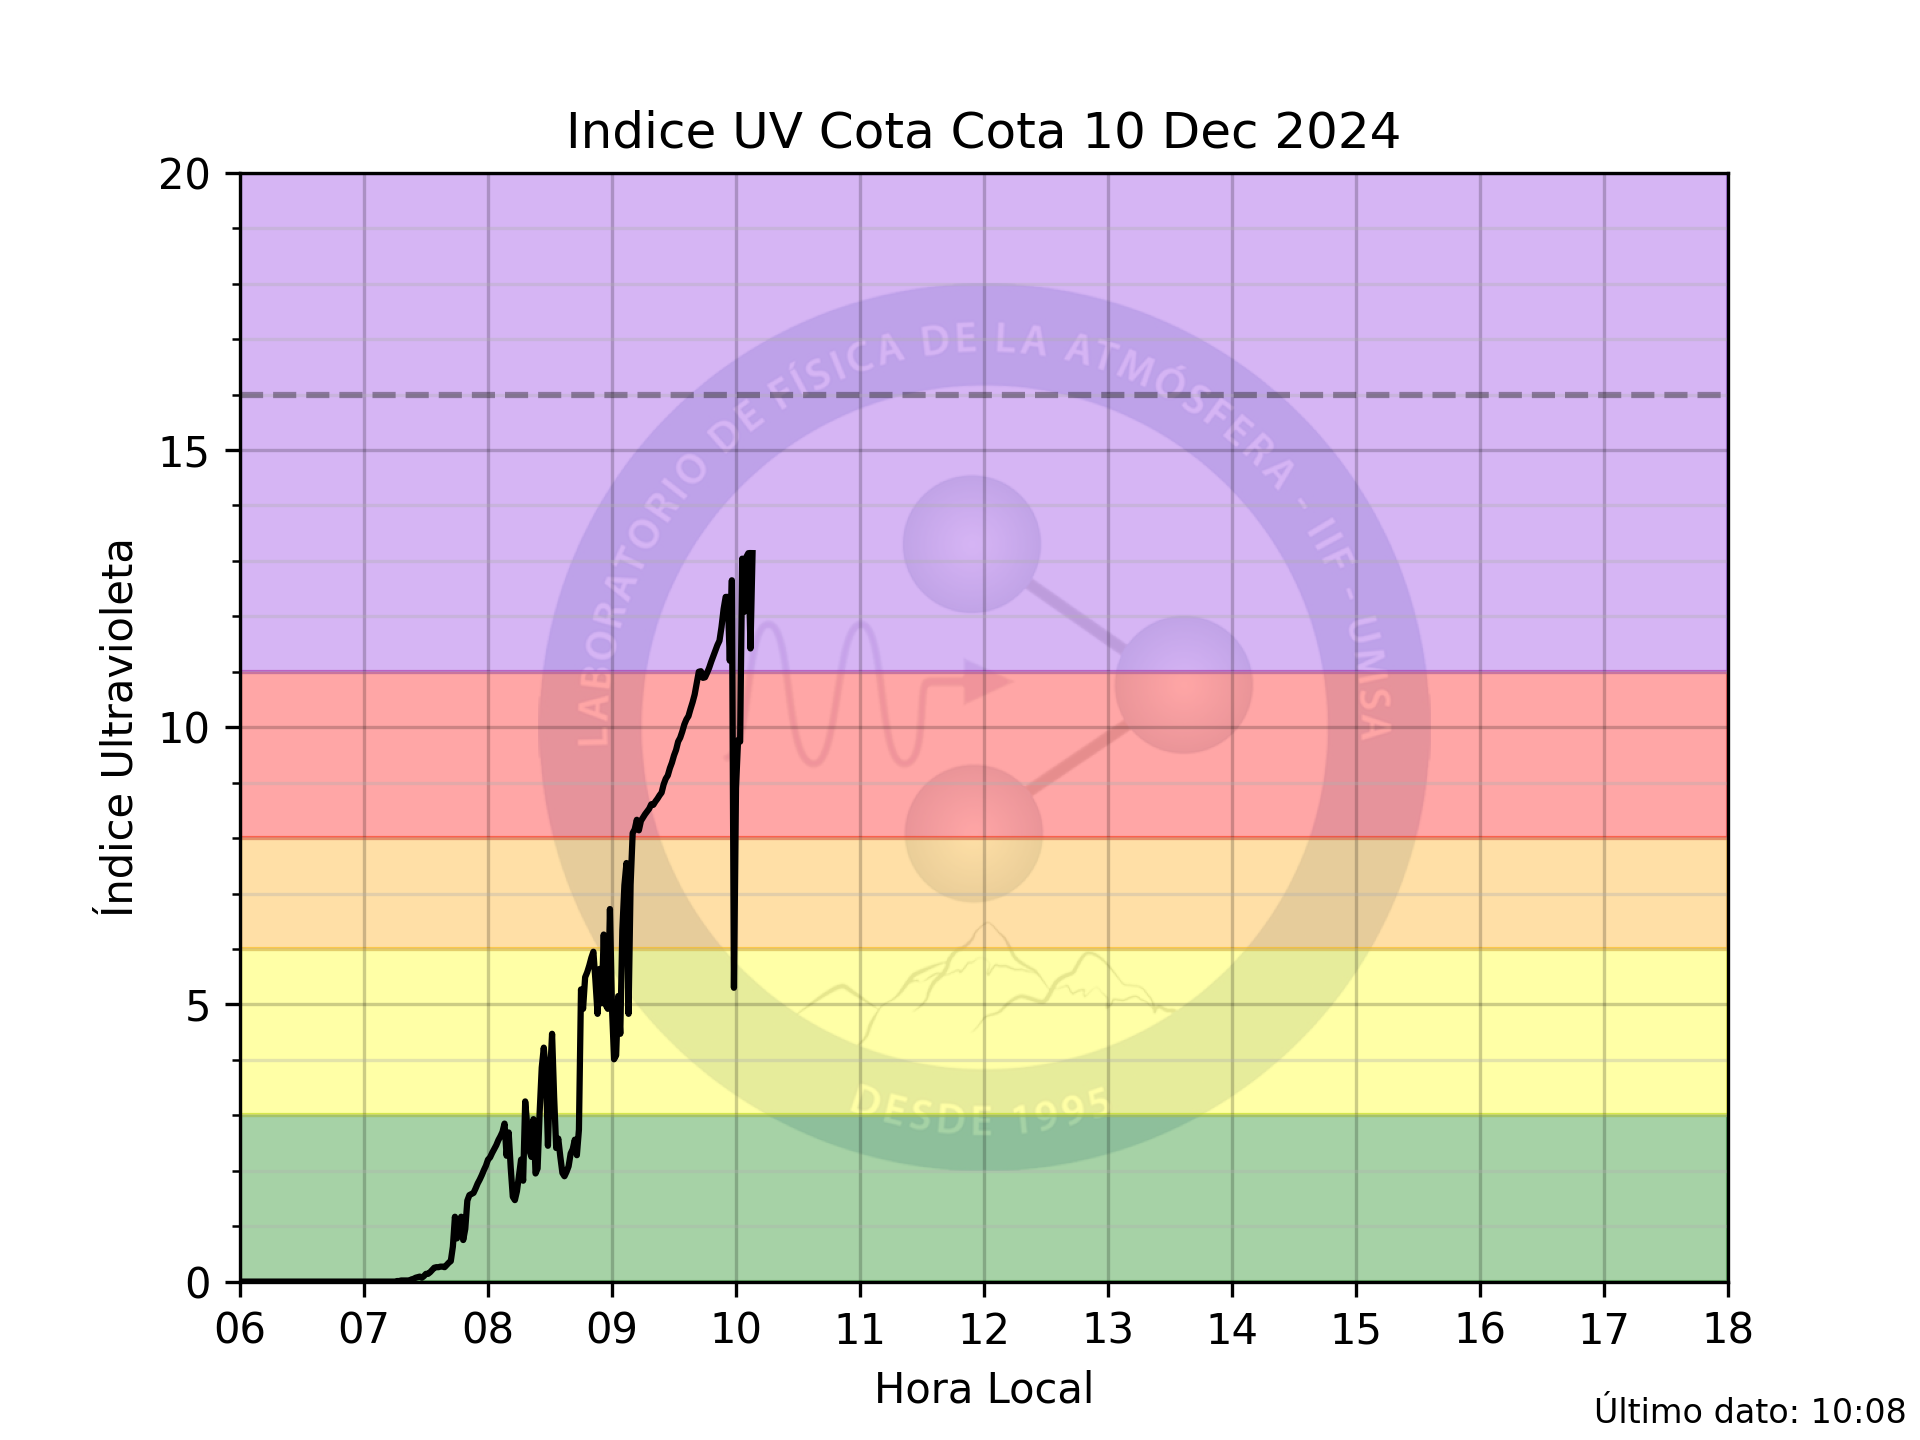 Indice UV Cota Cota 10 Dec 2024
20
15
10
5
0
Índice Ultravioleta
LABORATORIO DE FÍSICA DE LA ATMÓSFERA - IIF - UMSA
DESDE 1995
06 07 08 09 10 11 12 13 14 15 16 17 18
Hora Local
Último dato: 10:08